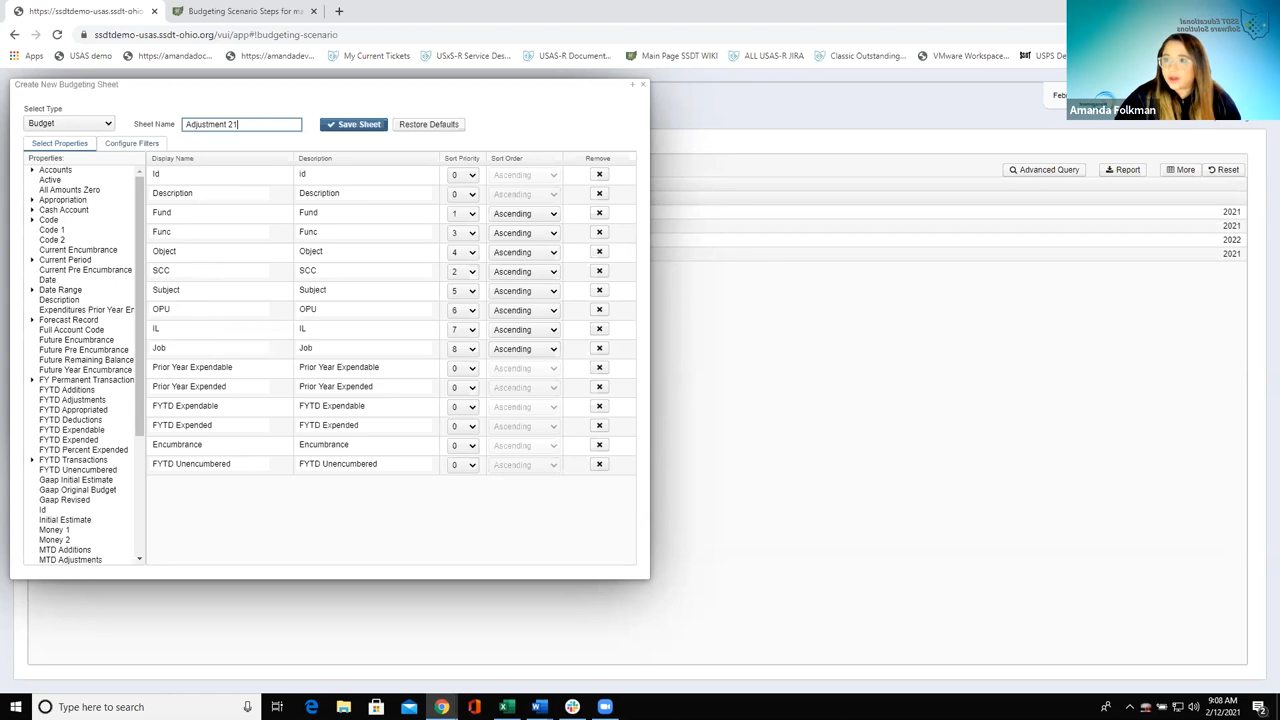 https://ssdtdemo-usas.ssdt-ohio.org/
Budgeting Scenario Steps for ma
ssdtdemo-usas.ssdt-ohio.org/vui/app#!budgeting-scenario
Apps
USAS demo
https://amandadoc...
https://amandadev...
My Current Tickets
USxS-R Service Des...
USAS-R Document...
Main Page SSDT WIKI
ALL USAS-R JIRA
Classic Outstanding...
VMware Workspace...
USPS De
SSDT Educational
Software Solutions
Amanda Folkman
Create New Budgeting Sheet
Select Type
Budget
Sheet Name
Adjustment 21
Save Sheet
Restore Defaults
Select Properties
Configure Filters
Properties:
Accounts
Active
All Amounts Zero
Appropriation
Cash Account
Code
Code 1
Code 2
Current Encumbrance
Current Period
Current Pre Encumbrance
Date
Date Range
Description
Expenditures Prior Year Er
Forecast Record
Full Account Code
Future Encumbrance
Future Pre Encumbrance
Future Remaining Balance
Future Year Encumbrance
FY Permanent Transaction
FYTD Additions
FYTD Adjustments
FYTD Appropriated
FYTD Deductions
FYTD Expendable
FYTD Expended
FYTD Percent Expended
FYTD Transactions
FYTD Unencumbered
Gaap Initial Estimate
Gaap Original Budget
Gaap Revised
Id
Initial Estimate
Money 1
Money 2
MTD Additions
MTD Adjustments
Display Name Description Sort Priority Sort Order Remove
Id id 0 Ascending
Description Description 0 Ascending
Fund Fund 1 Ascending
Func Func 3 Ascending
Object Object 4 Ascending
SCC SCC 2 Ascending
Subject Subject 5 Ascending
OPU OPU 6 Ascending
IL IL 7 Ascending
Job Job 8 Ascending
Prior Year Expendable Prior Year Expendable 0 Ascending
Prior Year Expended Prior Year Expended 0 Ascending
FYTD Expendable FYTD Expendable 0 Ascending
FYTD Expended FYTD Expended 0 Ascending
Encumbrance Encumbrance 0 Ascending
FYTD Unencumbered FYTD Unencumbered 0 Ascending
Advanced Query
Report
More
Reset
2021
2021
2022
2021
Type here to search
9:08 AM
2/12/2021
2